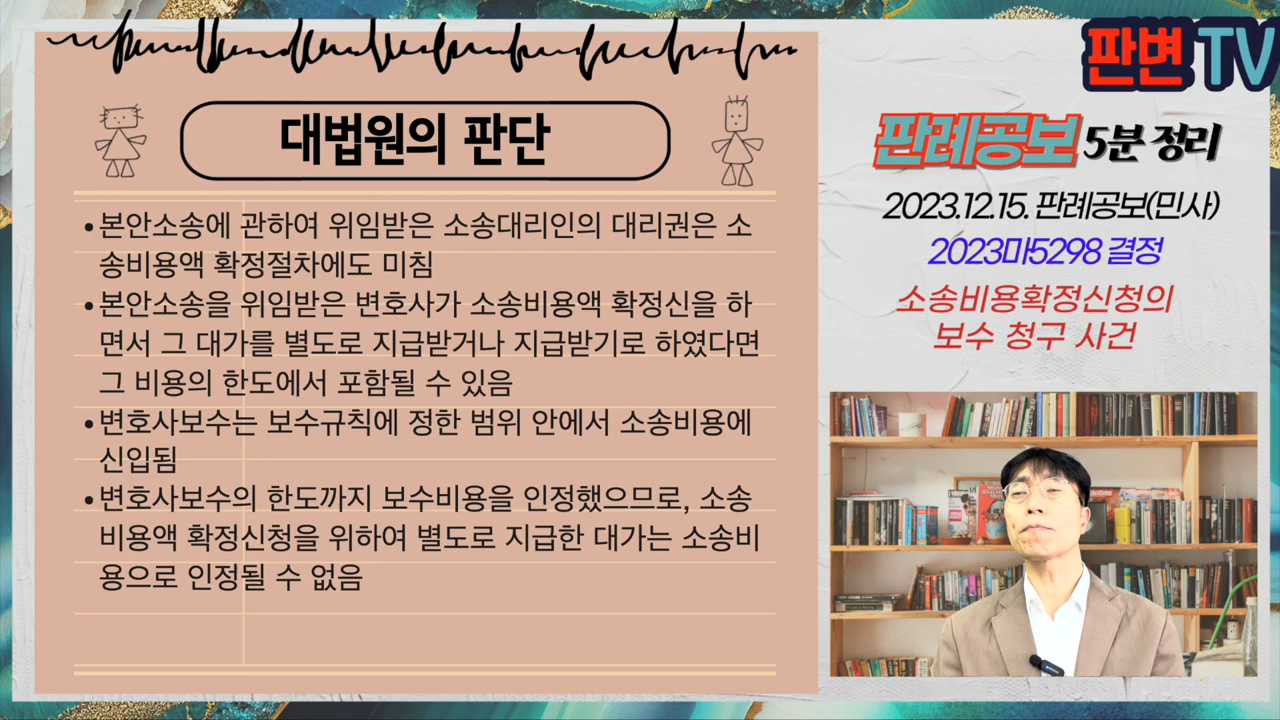 판변 TV
대법원의 판단
•본안소송에 관하여 위임받은 소송대리인의 대리권은 소
송비용액 확정절차에도 미침
•본안소송을 위임받은 변호사가 소송비용액 확정신을 하
면서 그 대가를 별도로 지급받거나 지급받기로 하였다면
그 비용의 한도에서 포함될 수 있음
•변호사보수는 보수규칙에 정한 범위 안에서 소송비용에
신입됨
•변호사보수의 한도까지 보수비용을 인정했으므로, 소송
비용액 확정신청을 위하여 별도로 지급한 대가는 소송비
용으로 인정될 수 없음
판례공보 5분 정리
2023.12.15. 판례공보(민사)
2023마5298 결정
소송비용확정신청의
보수 청구 사건